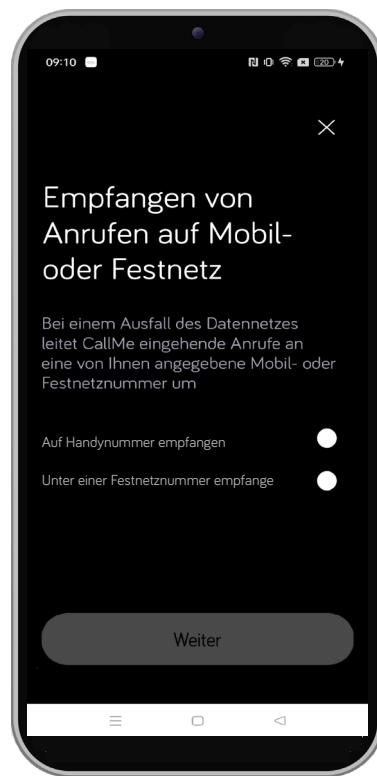 09:10
20
Empfangen von
Anrufen auf Mobil-
oder Festnetz
Bei einem Ausfall des Datennetzes
leitet CallMe eingehende Anrufe an
eine von Ihnen angegebene Mobil- oder
Festnetznummer um
Auf Handynummer empfangen
Unter einer Festnetznummer empfange
Weiter